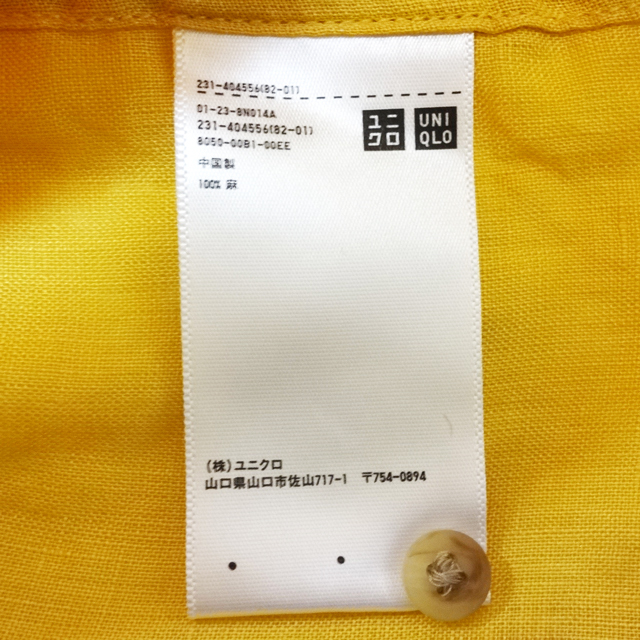 231-404556(82-01)
01-23-8N014A
231-404556(82-01)
8050-00B1-00EE
中国製
100% 麻
ユニ
クロ
UNI
QLO
(株)ユニクロ
山口県山口市佐山717-1 〒754-0894